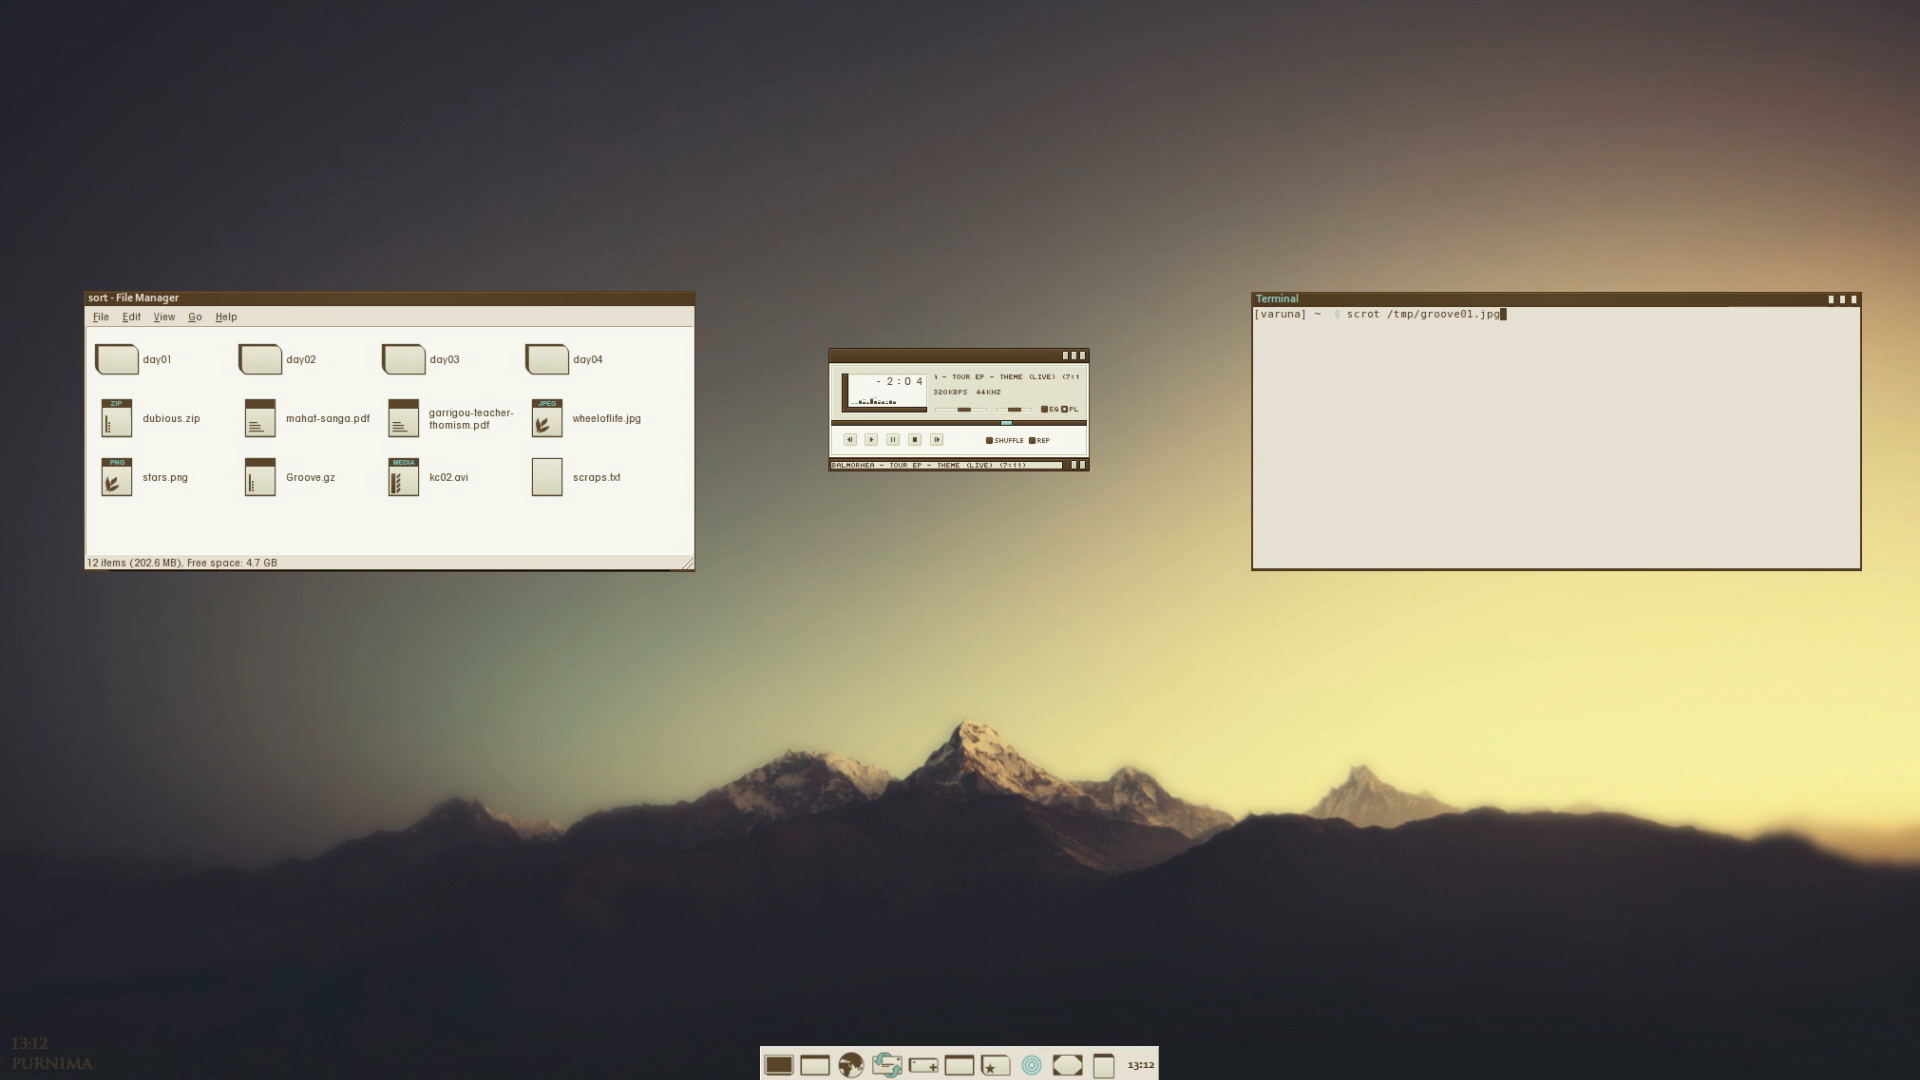 sort - File Manager
File Edit View Go Help
day01 day02 day03 day04
ZIP JPEG
dubious.zip mahat-sanga.pdf garrigou-teacher-thomism.pdf wheeloflife.jpg
PNG MEDIA
stars.png Groove.gz kc02.avi scraps.txt
12 items (202.6 MB), Free space: 4.7 GB
-2:04
- TOUR EP - THEME (LIVE) (7:1
320KBPS 44KHZ
EQ PL
SHUFFLE REP
BALMORHEA - TOUR EP - THEME (LIVE) (7:11)
Terminal
[varuna] ~ § scrot /tmp/groove01.jpg
13:12
PURNIMA
13:12